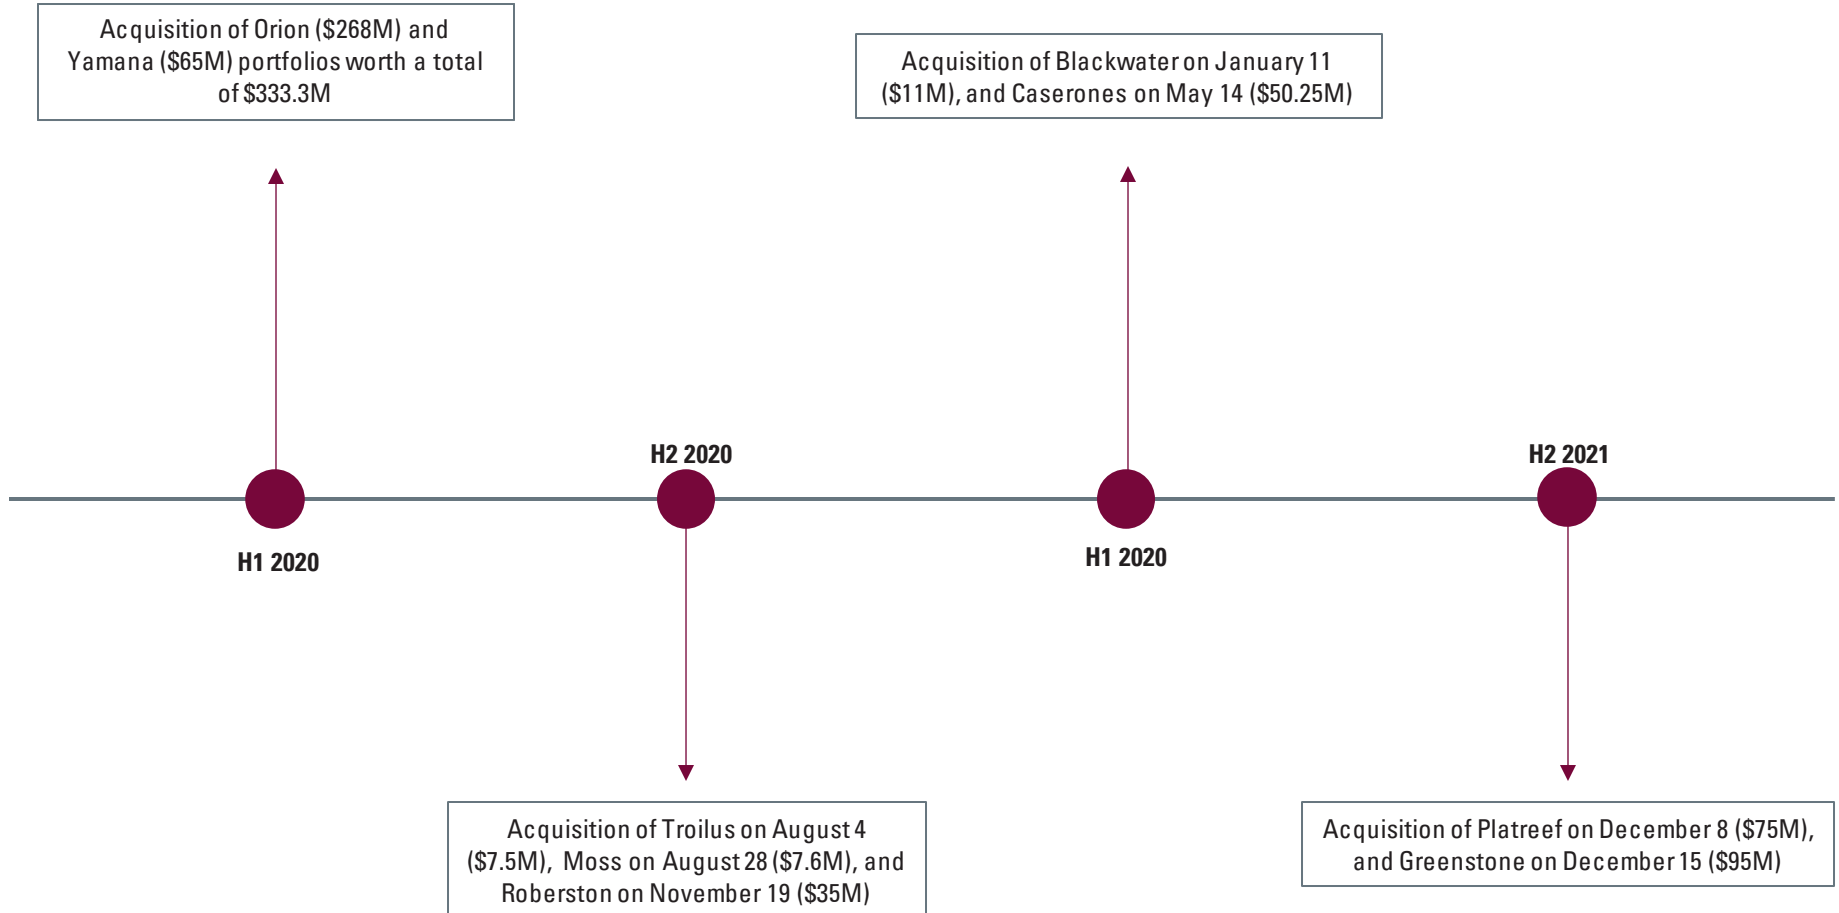 Acquisition of Orion ($268M) and
Yamana ($65M) portfolios worth a total
of $333.3M
Acquisition of Blackwater on January 11
($11M), and Caserones on May 14 ($50.25M)
H2 2020
H2 2021
H1 2020
H1 2020
Acquisition of Troilus on August 4
($7.5M), Moss on August 28 ($7.6M), and
Roberston on November 19 ($35M)
Acquisition of Platreef on December 8 ($75M),
and Greenstone on December 15 ($95M)